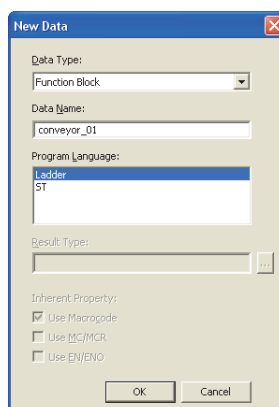 New Data
Data Type:
Function Block
Data Name:
conveyor_01
Program Language:
Ladder
ST
Result Type:
...
Inherent Property:
Use Macrocode
Use MC/MCR
Use EN/ENO
OK Cancel